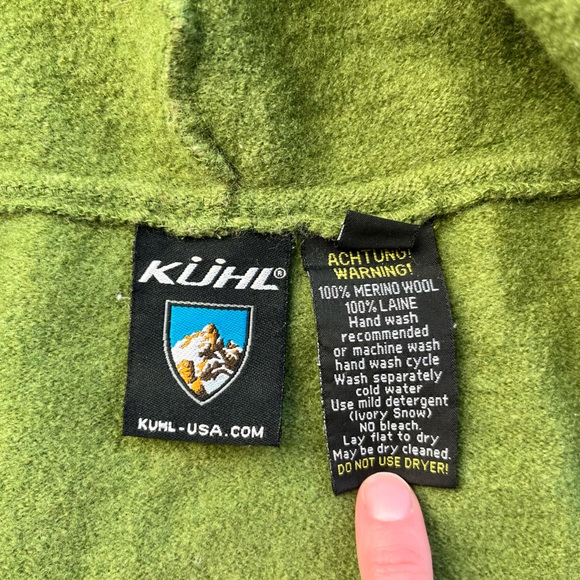 KÜHL®
KUHL-USA.COM
ACHTUNG!
WARNING!
100% MERINO WOOL
100% LAINE
Hand wash
recommended
or machine wash
hand wash cycle
Wash separately
cold water
Use mild detergent
(Ivory Snow)
NO bleach.
Lay flat to dry
May be dry cleaned.
DO NOT USE DRYER!